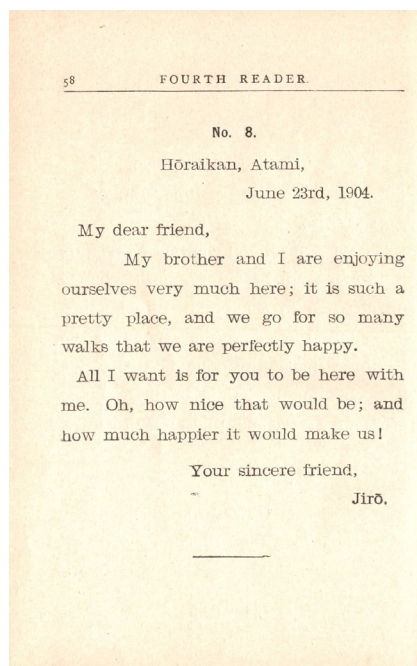 58 FOURTH READER.
No. 8.
Hōraikan, Atami,
June 23rd, 1904.
My dear friend,
My brother and I are enjoying
ourselves very much here; it is such a
pretty place, and we go for so many
walks that we are perfectly happy.
All I want is for you to be here with
me. Oh, how nice that would be; and
how much happier it would make us!
Your sincere friend,
Jirō.